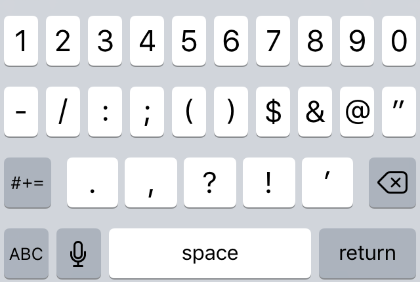 1 2 3 4 5 6 7 8 9 0
- / : ; ( ) $ & @ "
#+= . , ? ! ’
ABC space return